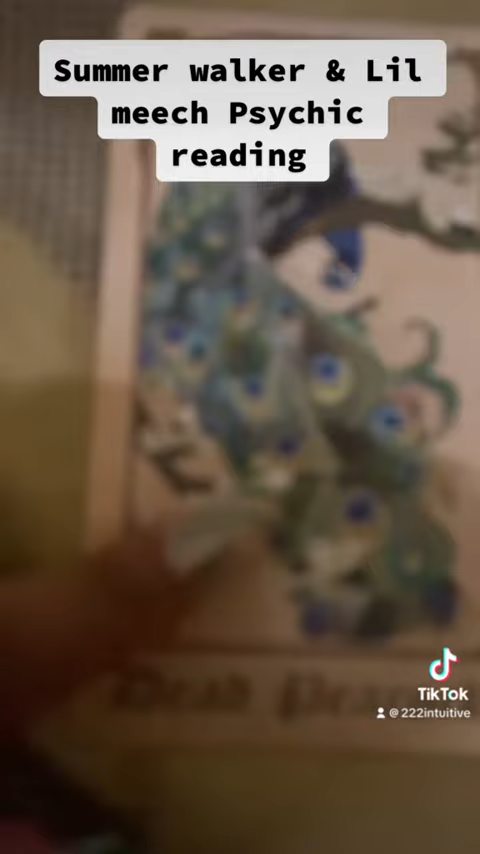 Summer walker & Lil
meech Psychic
reading
TikTok
@222intuitive